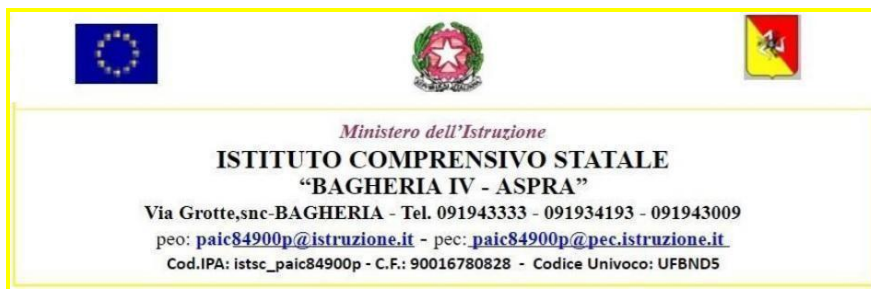 Ministero dell'Istruzione
ISTITUTO COMPRENSIVO STATALE
“BAGHERIA IV - ASPRA”
Via Grotte,snc-BAGHERIA - Tel. 091943333 - 091934193 - 091943009
peo: paic84900p@istruzione.it - pec: paic84900p@pec.istruzione.it
Cod.IPA: istsc_paic84900p - C.F.: 90016780828 - Codice Univoco: UFBND5